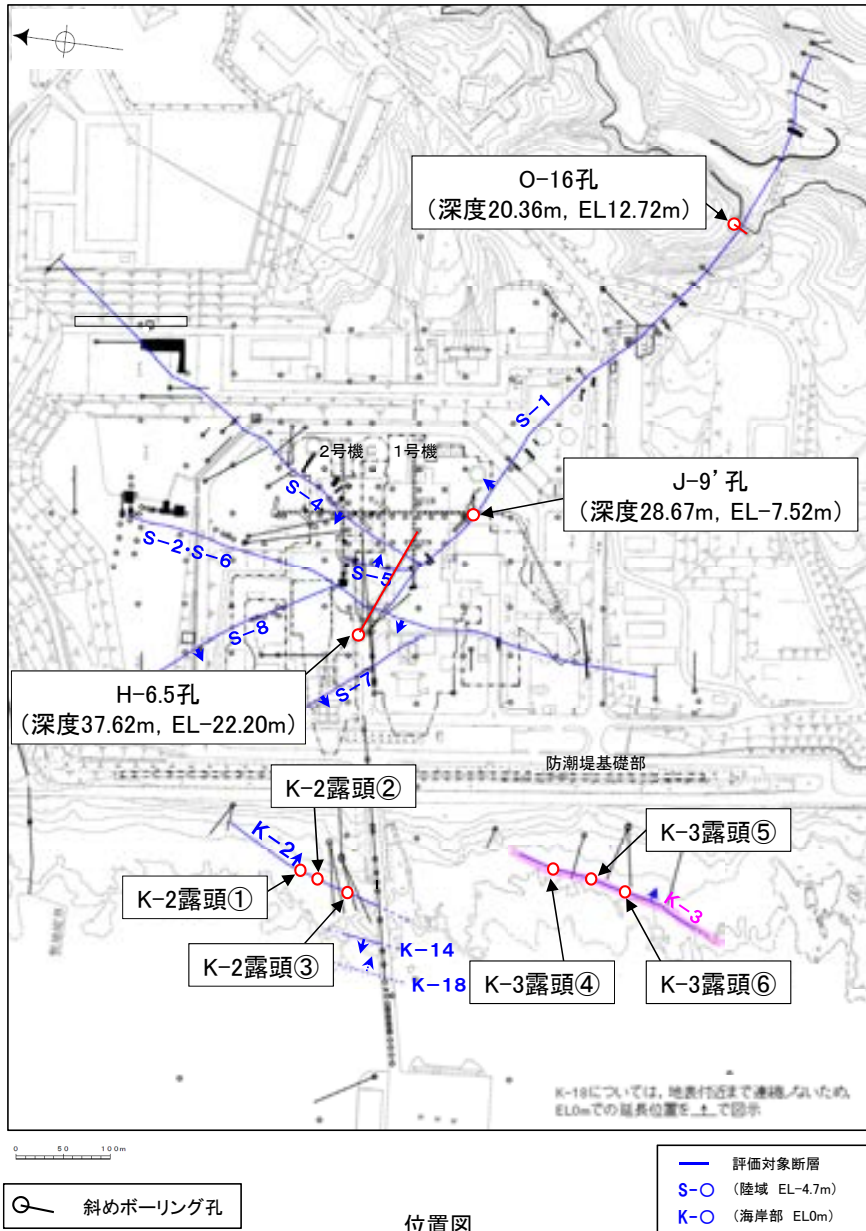 O-16孔
（深度20.36m, EL12.72m）
S-1
2号機
1号機
S-4
J-9’孔
（深度28.67m, EL-7.52m）
S-2・S-6
S-5
S-8
S-7
H-6.5孔
（深度37.62m, EL-22.20m）
防潮堤基礎部
K-2露頭②
K-2
K-3露頭⑤
K-2露頭①
K-3
K-2露頭③
K-14
K-18
K-3露頭④
K-3露頭⑥
K-18については，地表付近まで連続しないため，
EL0mでの延長位置を で図示
0 50 100m
斜めボーリング孔
位置図
評価対象断層
S-○ （陸域 EL-4.7m）
K-○ （海岸部 EL0m）